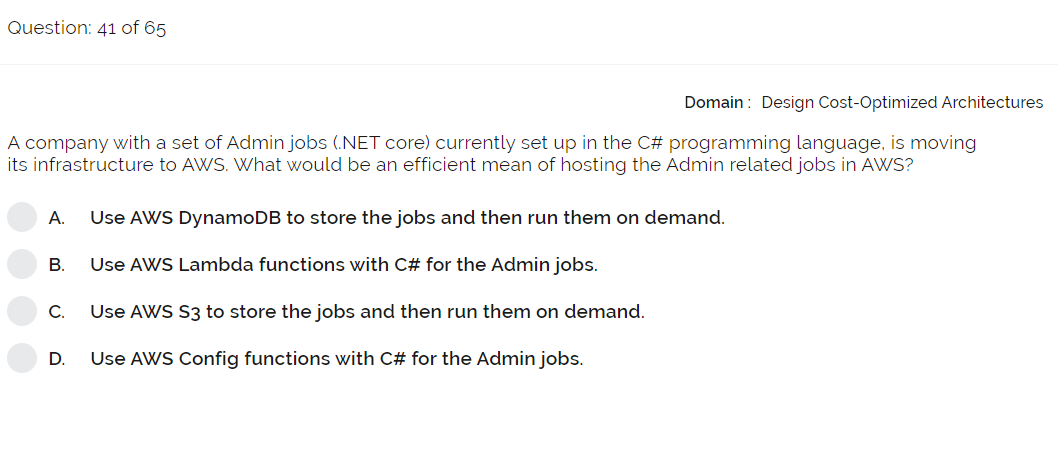 Question: 41 of 65
Domain : Design Cost-Optimized Architectures
A company with a set of Admin jobs (.NET core) currently set up in the C# programming language, is moving
its infrastructure to AWS. What would be an efficient mean of hosting the Admin related jobs in AWS?
A. Use AWS DynamoDB to store the jobs and then run them on demand.
B. Use AWS Lambda functions with C# for the Admin jobs.
C. Use AWS S3 to store the jobs and then run them on demand.
D. Use AWS Config functions with C# for the Admin jobs.